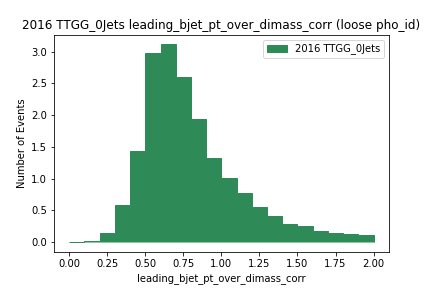 2016 TTGG_0Jets leading_bjet_pt_over_dimass_corr (loose pho_id)
2016 TTGG_0Jets
Number of Events
3.0
2.5
2.0
1.5
1.0
0.5
0.0
0.00 0.25 0.50 0.75 1.00 1.25 1.50 1.75 2.00
leading_bjet_pt_over_dimass_corr